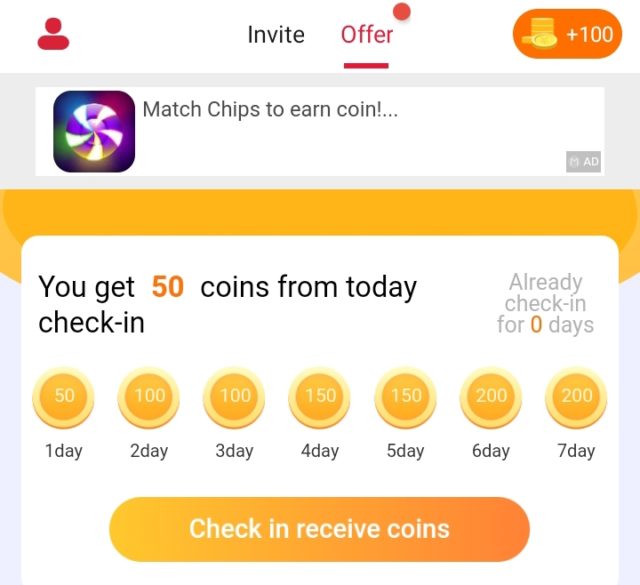 Invite Offer +100
Match Chips to earn coin!...
AD
You get 50 coins from today
check-in
Already
check-in
for 0 days
50 100 100 150 150 200 200
1day 2day 3day 4day 5day 6day 7day
Check in receive coins